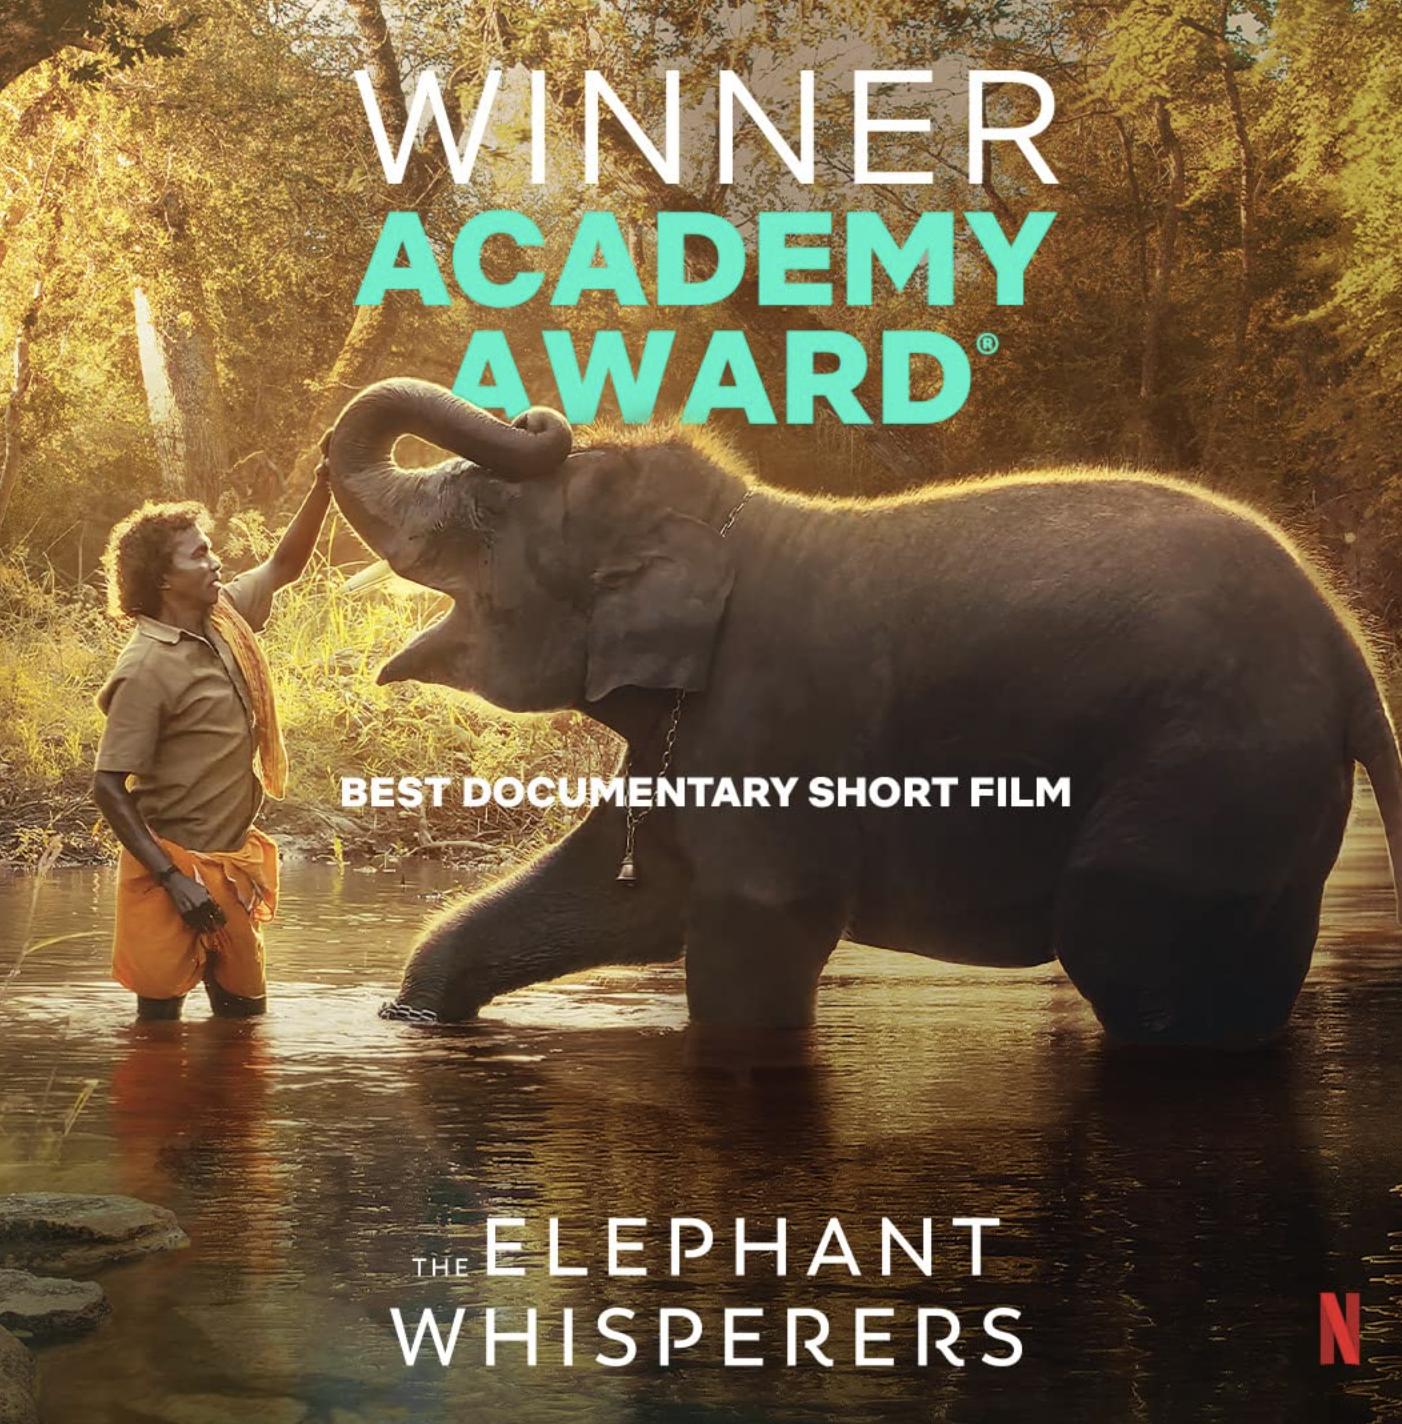 WINNER
ACADEMY
AWARD®
BEST DOCUMENTARY SHORT FILM
THE ELEPHANT
WHISPERERS
N